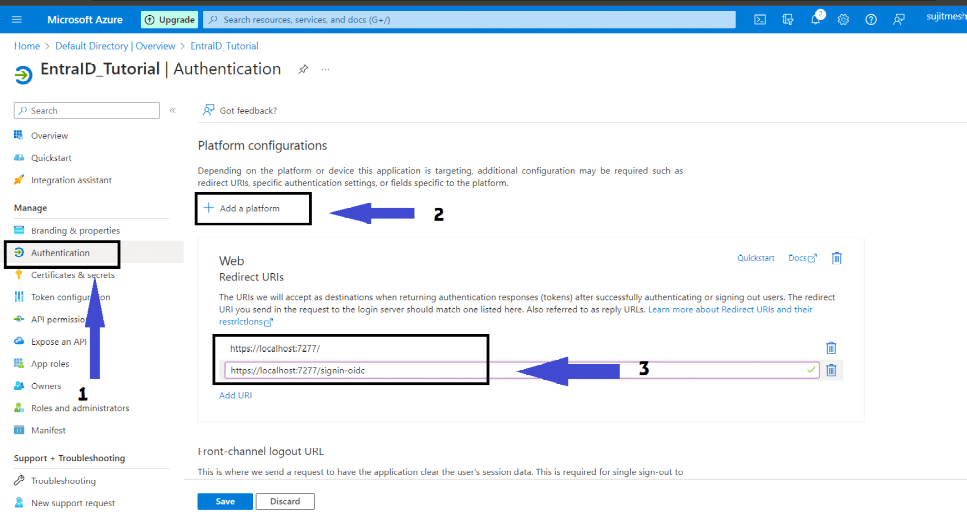 Microsoft Azure
Upgrade
Search resources, services, and docs (G+/)
2
sujitmesh
Home > Default Directory | Overview > EntraID_Tutorial
EntraID_Tutorial | Authentication
...
Search
«
Got feedback?
Overview
Quickstart
Integration assistant
Manage
Branding & properties
Authentication
Certificates & secrets
Token configuration
API permissio
Expose an API
App roles
Owners
1
Roles and administrators
Manifest
Support + Troubleshooting
Troubleshooting
New support request
Platform configurations
Depending on the platform or device this application is targeting, additional configuration may be required such as
redirect URIs, specific authentication settings, or fields specific to the platform.
+ Add a platform
2
Web
Quickstart
Docs
Redirect URIs
The URIs we will accept as destinations when returning authentication responses (tokens) after successfully authenticating or signing out users. The redirect
URI you send in the request to the login server should match one listed here. Also referred to as reply URLs. Learn more about Redirect URIs and their
restrictions
https://localhost:7277/
https://localhost:7277/signin-oidc
3
Add URI
Front-channel logout URL
This is where we send a request to have the application clear the user's session data. This is required for single sign-out to
Save
Discard